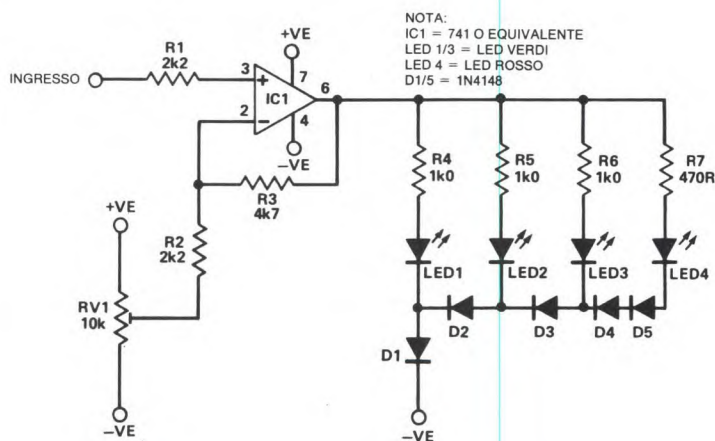 NOTA:
IC1 = 741 O EQUIVALENTE
LED 1/3 = LED VERDI
LED 4 = LED ROSSO
D1/5 = 1N4148
+VE
R1
2k2
INGRESSO
3
+
7
IC1
6
2
–
4
–VE
R3
4k7
R2
2k2
+VE
RV1
10k
–VE
R4
1k0
R5
1k0
R6
1k0
R7
470R
LED1
LED2
LED3
LED4
D2
D3
D4
D5
D1
–VE